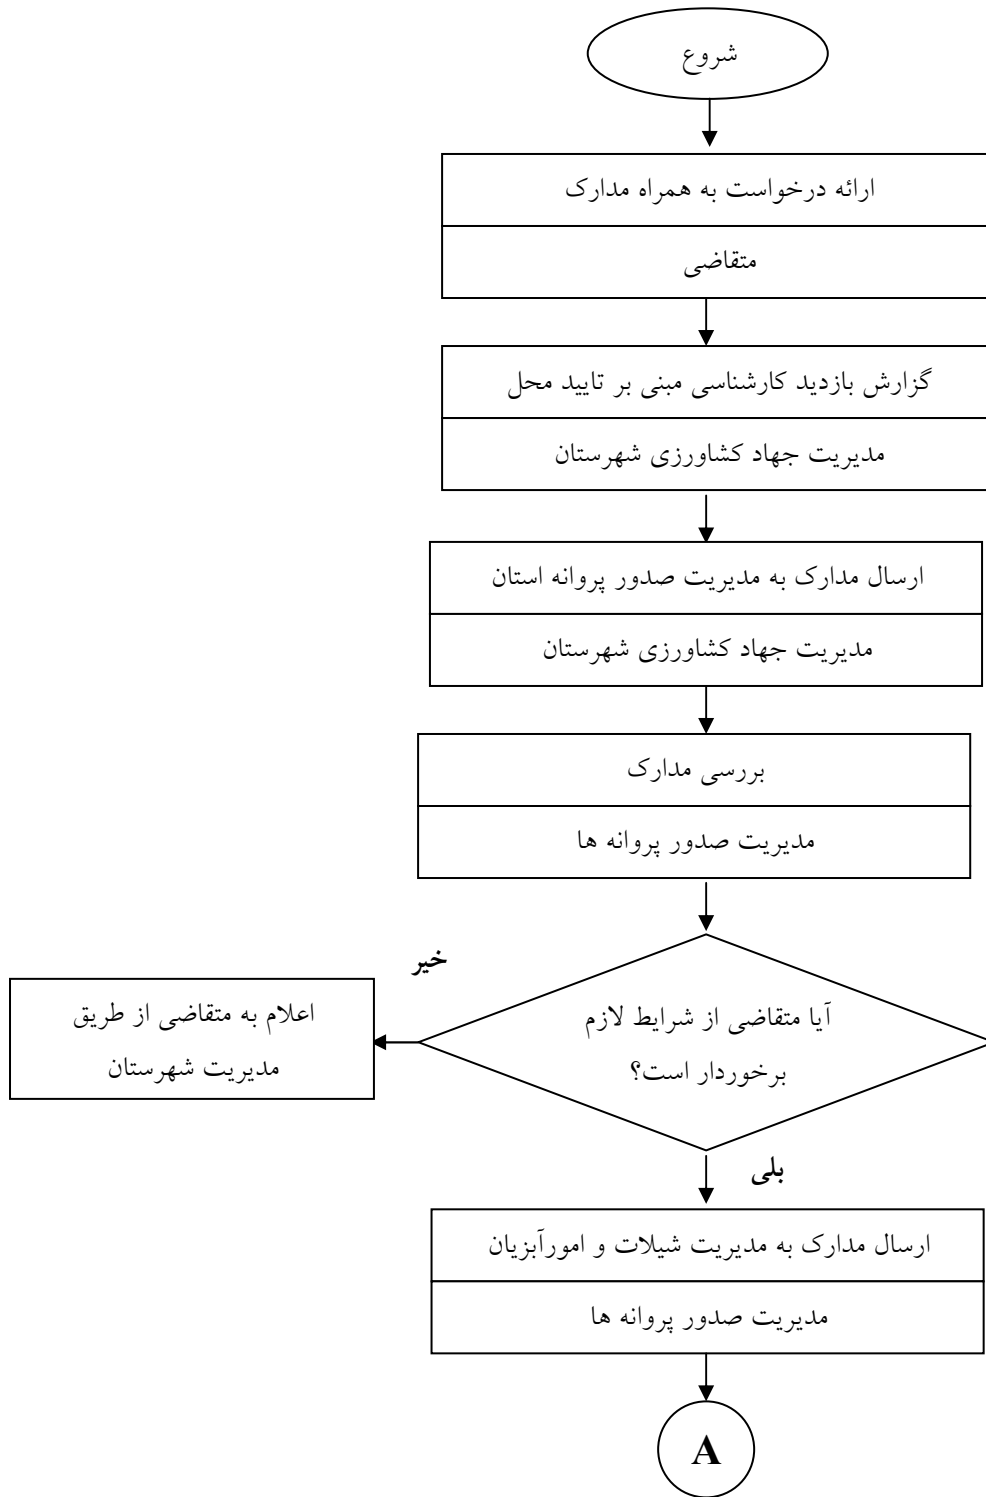 شروع
ارائه درخواست به همراه مدارک
متقاضی
گزارش بازدید کارشناسی مبنی بر تایید محل
مدیریت جهاد کشاورزی شهرستان
ارسال مدارک به مدیریت صدور پروانه استان
مدیریت جهاد کشاورزی شهرستان
بررسی مدارک
مدیریت صدور پروانه ها
خیر
آیا متقاضی از شرایط لازم
برخوردار است؟
اعلام به متقاضی از طریق
مدیریت شهرستان
بلی
ارسال مدارک به مدیریت شیلات و امورآبزیان
مدیریت صدور پروانه ها
A